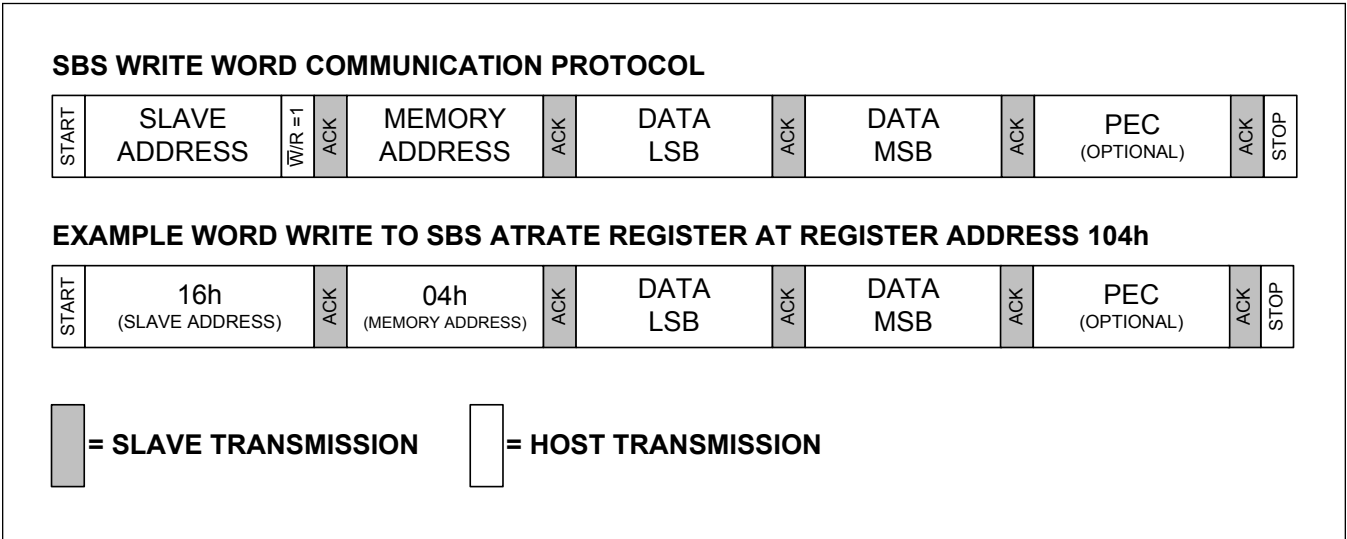 SBS WRITE WORD COMMUNICATION PROTOCOL
START SLAVE ADDRESS W̅/R =1 ACK MEMORY ADDRESS ACK DATA LSB ACK DATA MSB ACK PEC (OPTIONAL) ACK STOP
EXAMPLE WORD WRITE TO SBS ATRATE REGISTER AT REGISTER ADDRESS 104h
START 16h (SLAVE ADDRESS) ACK 04h (MEMORY ADDRESS) ACK DATA LSB ACK DATA MSB ACK PEC (OPTIONAL) ACK STOP
= SLAVE TRANSMISSION = HOST TRANSMISSION